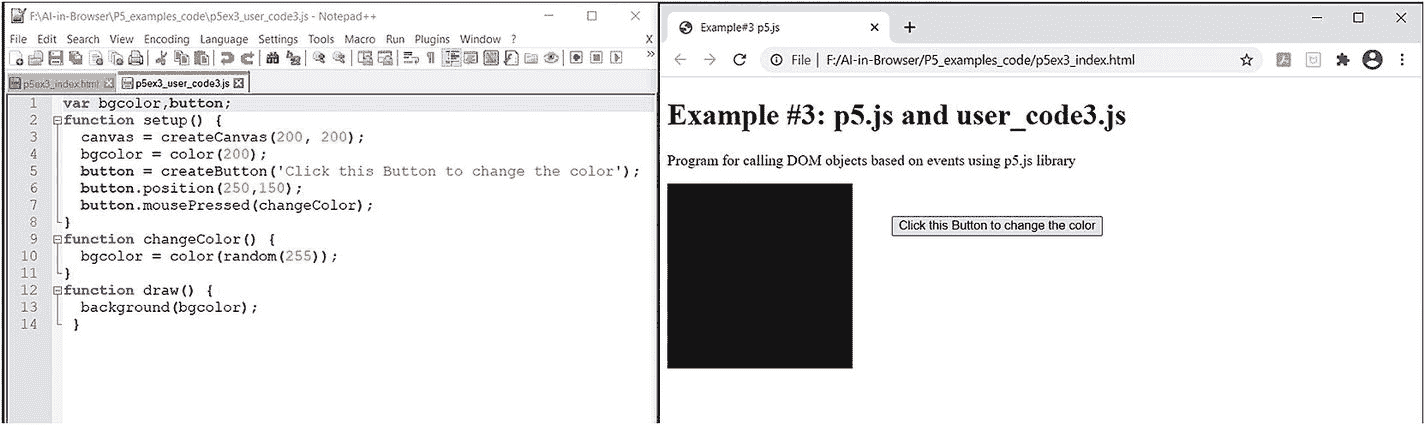 F:\AI-in-Browser\P5_examples_code\p5ex3_user_code3.js - Notepad++
File Edit Search View Encoding Language Settings Tools Macro Run Plugins Window ? X
p5ex3_index.html p5ex3_user_code3.js
1 var bgcolor,button;
2 function setup() {
3 canvas = createCanvas(200, 200);
4 bgcolor = color(200);
5 button = createButton('Click this Button to change the color');
6 button.position(250,150);
7 button.mousePressed(changeColor);
8 }
9 function changeColor() {
10 bgcolor = color(random(255));
11 }
12 function draw() {
13 background(bgcolor);
14 }
Example#3 p5.js
File | F:/AI-in-Browser/P5_examples_code/p5ex3_index.html
Example #3: p5.js and user_code3.js
Program for calling DOM objects based on events using p5.js library
Click this Button to change the color